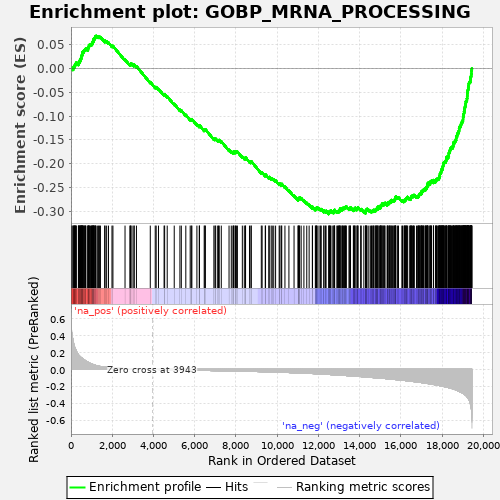 Enrichment plot: GOBP_MRNA_PROCESSING
Enrichment score (ES)
0.05
0.00
-0.05
-0.10
-0.15
-0.20
-0.25
-0.30
'na_pos' (positively correlated)
Ranked list metric (PreRanked)
0.6
0.4
0.2
0.0
-0.2
-0.4
-0.6
Zero cross at 3943
'na_neg' (negatively correlated)
0 2,000 4,000 6,000 8,000 10,000 12,000 14,000 16,000 18,000 20,000
Rank in Ordered Dataset
Enrichment profile Hits Ranking metric scores